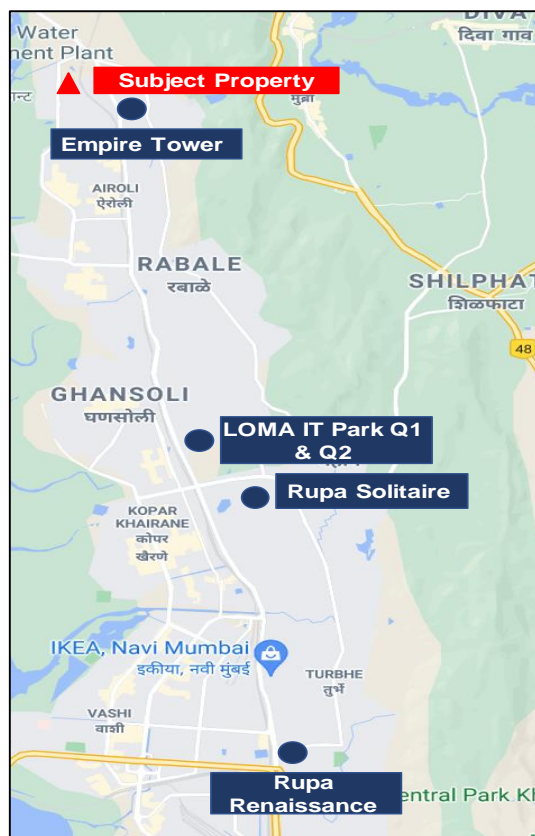 DIVA
दिवा गाव
Water
ment Plant
Subject Property
मुंब्रा
Empire Tower
AIROLI
ऐरोली
RABALE
रबाळे
SHILPHAT
शिळफाटा
48
GHANSOLI
घणसोली
LOMA IT Park Q1
& Q2
Rupa Solitaire
KOPAR
KHAIRANE
कोपर
खैरणे
IKEA, Navi Mumbai
इकीया, नवी मुंबई
TURBHE
तुर्भे
VASHI
वाशी
Rupa
Renaissance
entral Park Kh